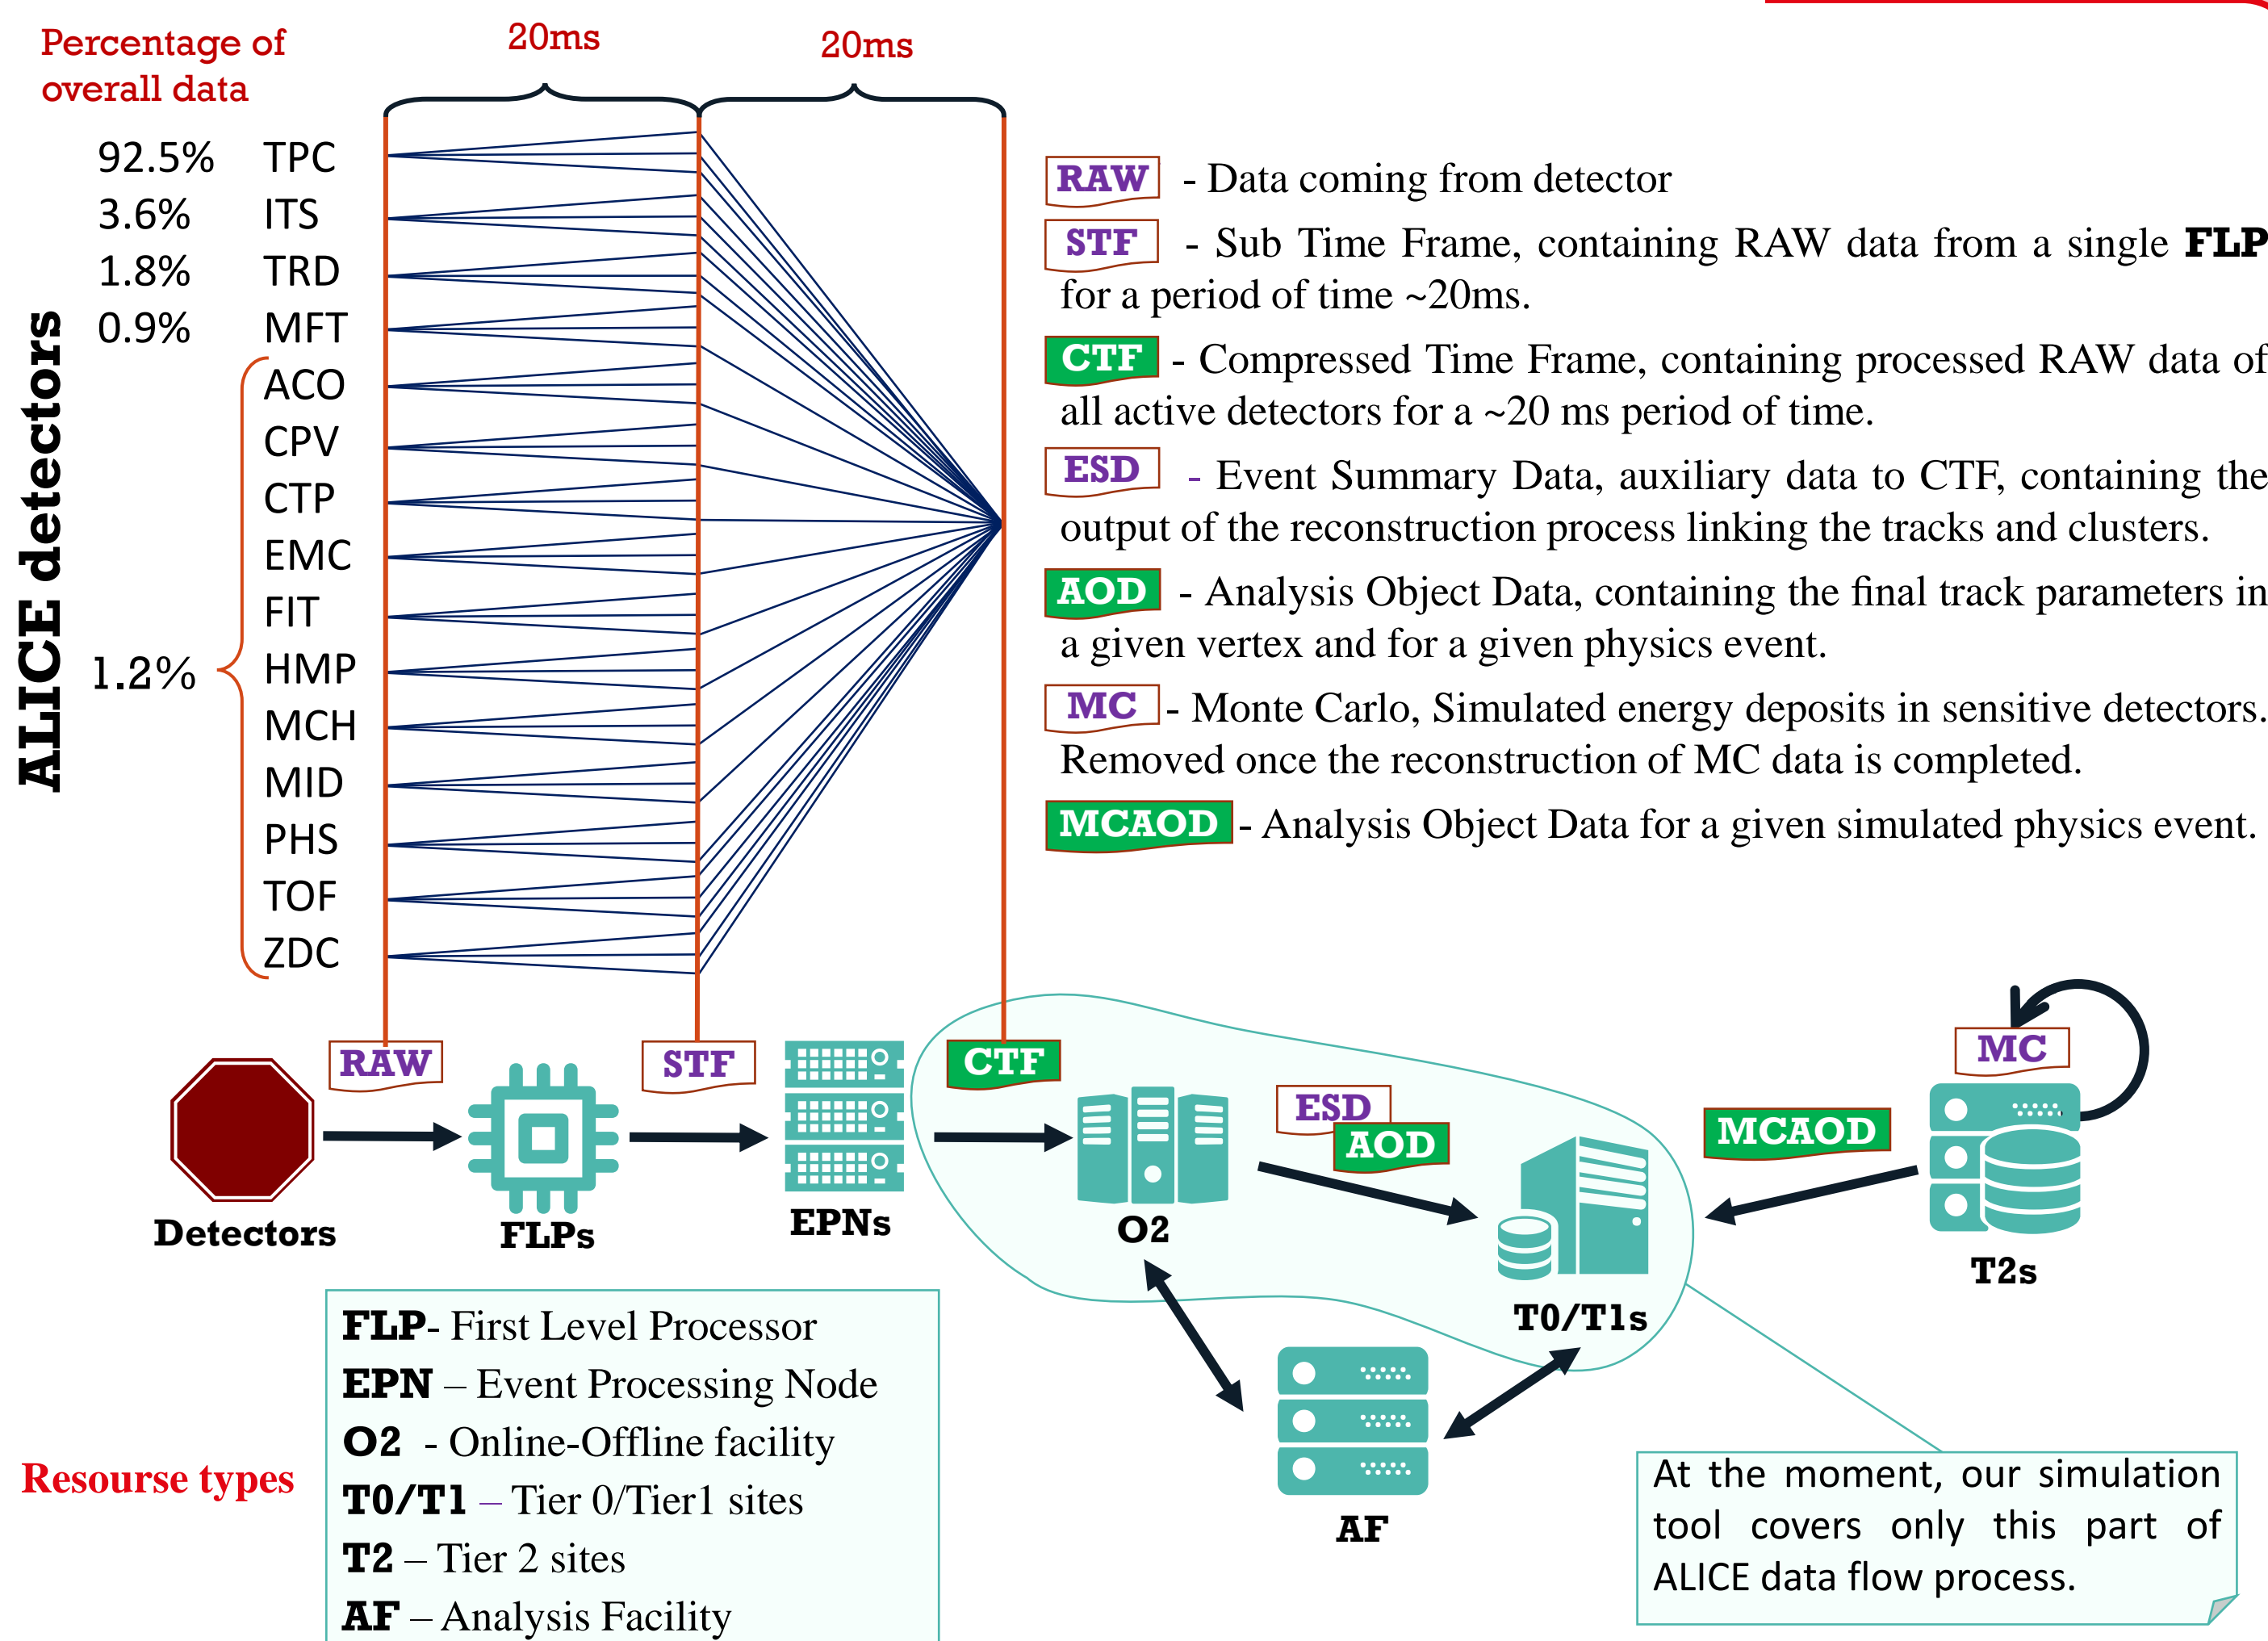 Percentage of
overall data
20ms
20ms
ALICE detectors
92.5% TPC
3.6% ITS
1.8% TRD
0.9% MFT
1.2%
ACO
CPV
CTP
EMC
FIT
HMP
MCH
MID
PHS
TOF
ZDC
RAW - Data coming from detector
STF - Sub Time Frame, containing RAW data from a single FLP
for a period of time ~20ms.
CTF - Compressed Time Frame, containing processed RAW data of
all active detectors for a ~20 ms period of time.
ESD - Event Summary Data, auxiliary data to CTF, containing the
output of the reconstruction process linking the tracks and clusters.
AOD - Analysis Object Data, containing the final track parameters in
a given vertex and for a given physics event.
MC - Monte Carlo, Simulated energy deposits in sensitive detectors.
Removed once the reconstruction of MC data is completed.
MCAOD - Analysis Object Data for a given simulated physics event.
RAW
STF
CTF
ESD
AOD
MCAOD
MC
Detectors
FLPs
EPNs
O2
T0/T1s
T2s
AF
Resourse types
FLP- First Level Processor
EPN – Event Processing Node
O2 - Online-Offline facility
T0/T1 – Tier 0/Tier1 sites
T2 – Tier 2 sites
AF – Analysis Facility
At the moment, our simulation
tool covers only this part of
ALICE data flow process.